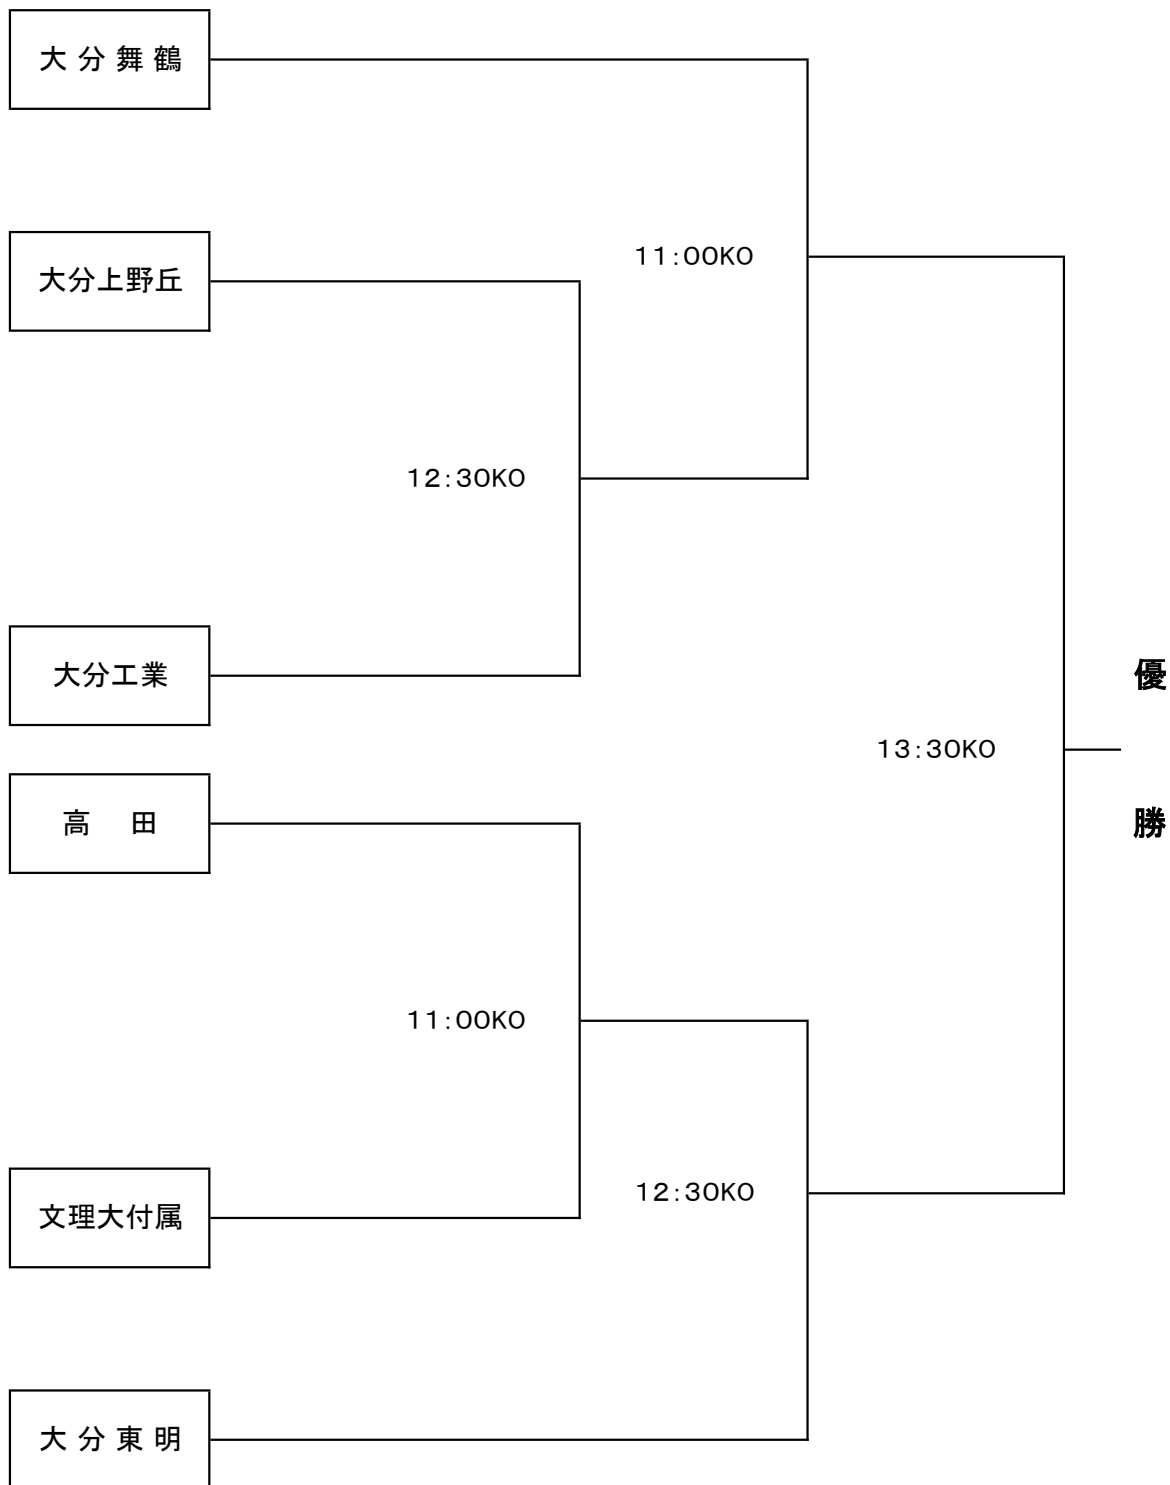 大分舞鶴
11:00KO
大分上野丘
12:30KO
大分工業
優
13:30KO
高　田
勝
11:00KO
12:30KO
文理大付属
大分東明